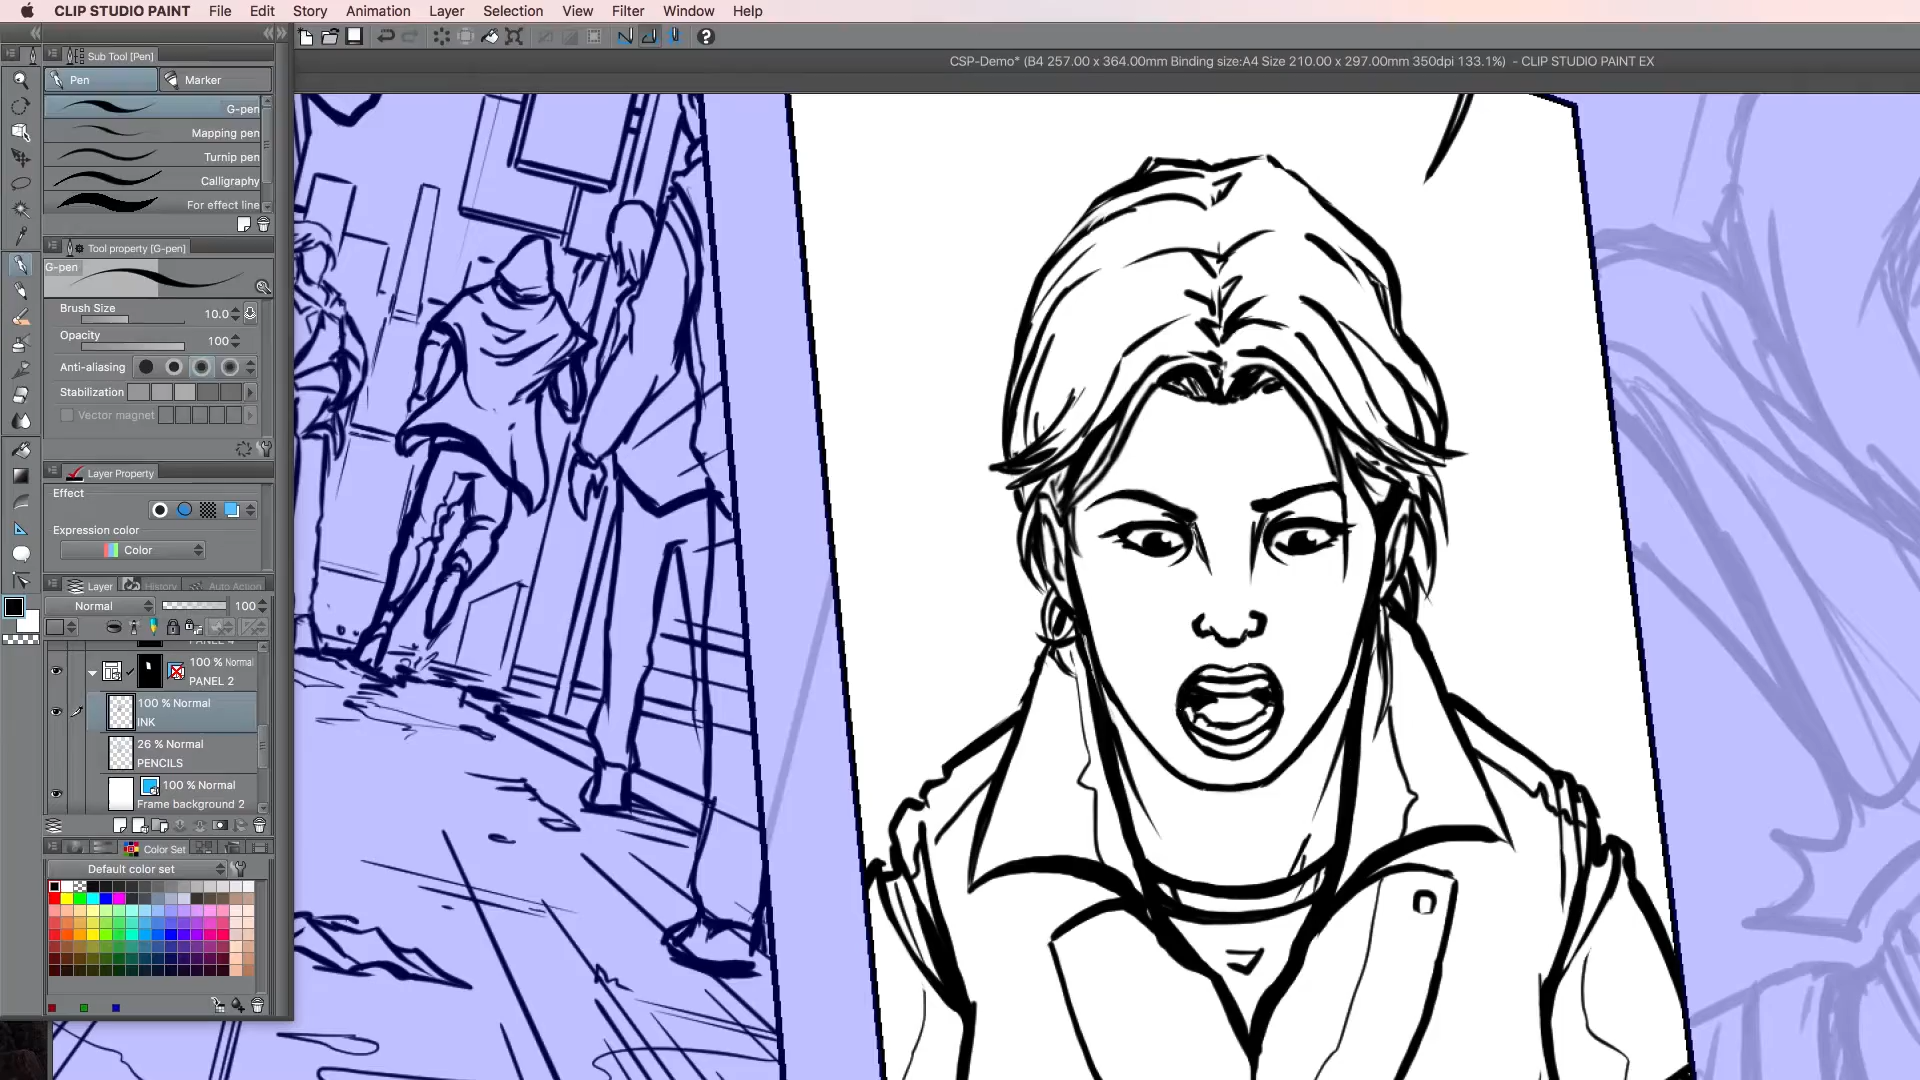 CLIP STUDIO PAINT File Edit Story Animation Layer Selection View Filter Window Help
CSP-Demo* (B4 257.00 x 364.00mm Binding size:A4 Size 210.00 x 297.00mm 350dpi 133.1%) - CLIP STUDIO PAINT EX
Sub Tool [Pen]
Pen Marker
G-pen
Mapping pen
Turnip pen
Calligraphy
For effect line
Tool property [G-pen]
G-pen
Brush Size 10.0
Opacity 100
Anti-aliasing
Stabilization
Vector magnet
Layer Property
Effect
Expression color
Color
Layer History Auto Action
Normal 100
100 % Normal
PANEL 2
100 % Normal
INK
26 % Normal
PENCILS
100 % Normal
Frame background 2
Color Set
Default color set